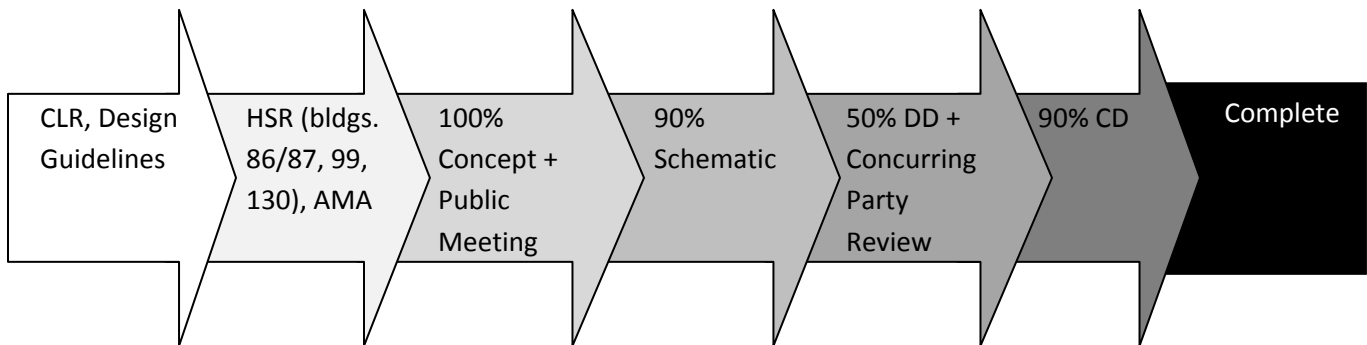 CLR, Design
Guidelines
HSR (bldgs.
86/87, 99,
130), AMA
100%
Concept +
Public
Meeting
90%
Schematic
50% DD +
Concurring
Party
Review
90% CD
Complete